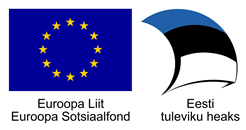 Euroopa Liit
Euroopa Sotsiaalfond
Eesti
tuleviku heaks